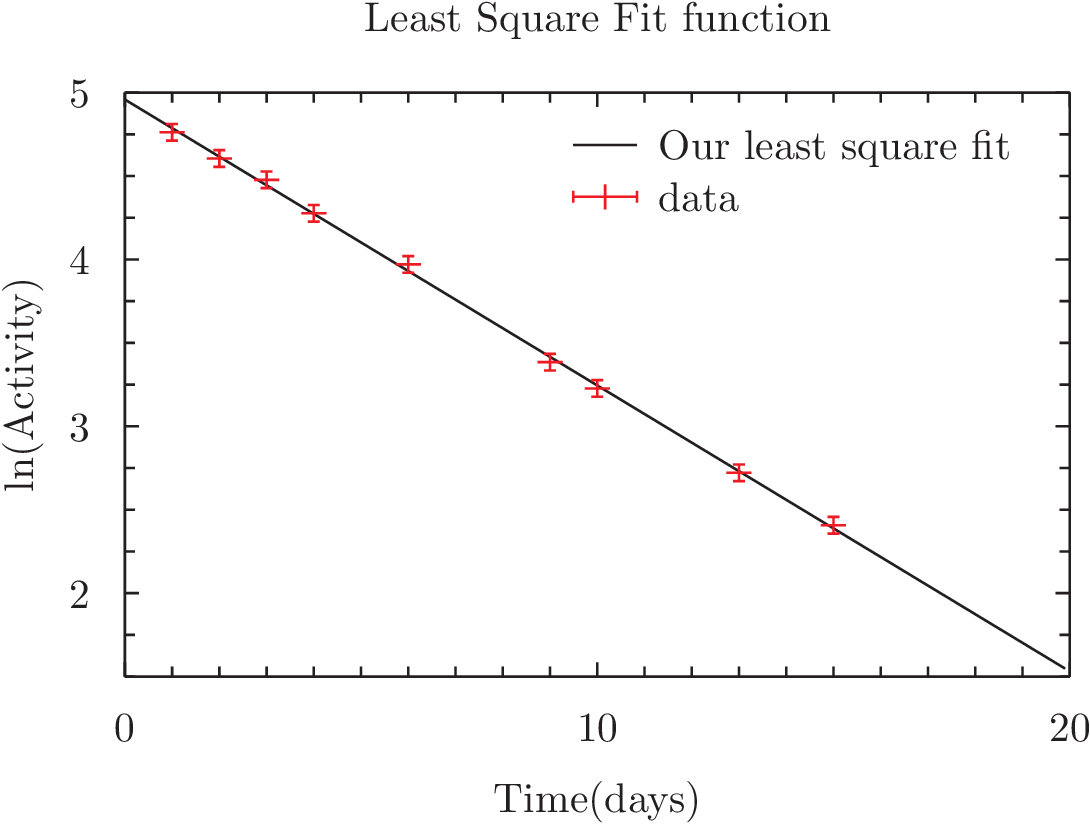 Least Square Fit function
5
4
3
2
ln(Activity)
Our least square fit
data
0 10 20
Time(days)